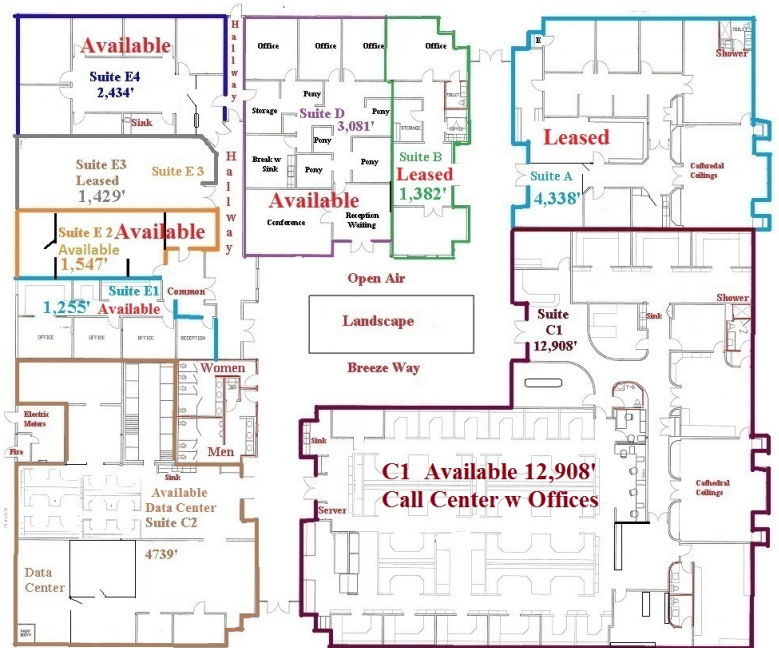 Available
Suite E4
2,434'
Sink
Hallway
Hallway
Suite E3
Leased
1,429'
Suite E 3
Suite E 2
Available
Available
1,547'
Suite E1
1,255'
Available
Common
OFFICE
OFFICE
OFFICE
RECEPTION
Office
Office
Office
Storage
Pony
Pony
Suite D
3,081'
Pony
Break w
Sink
Pony
Pony
Available
Conference
Reception
Waiting
Office
TOILET
STORAGE
COFFEE
Suite B
Leased
1,382'
E
TOILET
Shower
Leased
Suite A
4,338'
Cathredal
Ceilings
Open Air
Landscape
Breeze Way
Suite
C1
12,908'
Sink
Shower
Women
Men
Electric
Meters
Fire
Sink
Available
Data Center
Suite C2
4739'
Data
Center
Sink
Server
C1 Available 12,908'
Call Center w Offices
Cathedral
Ceilings
E